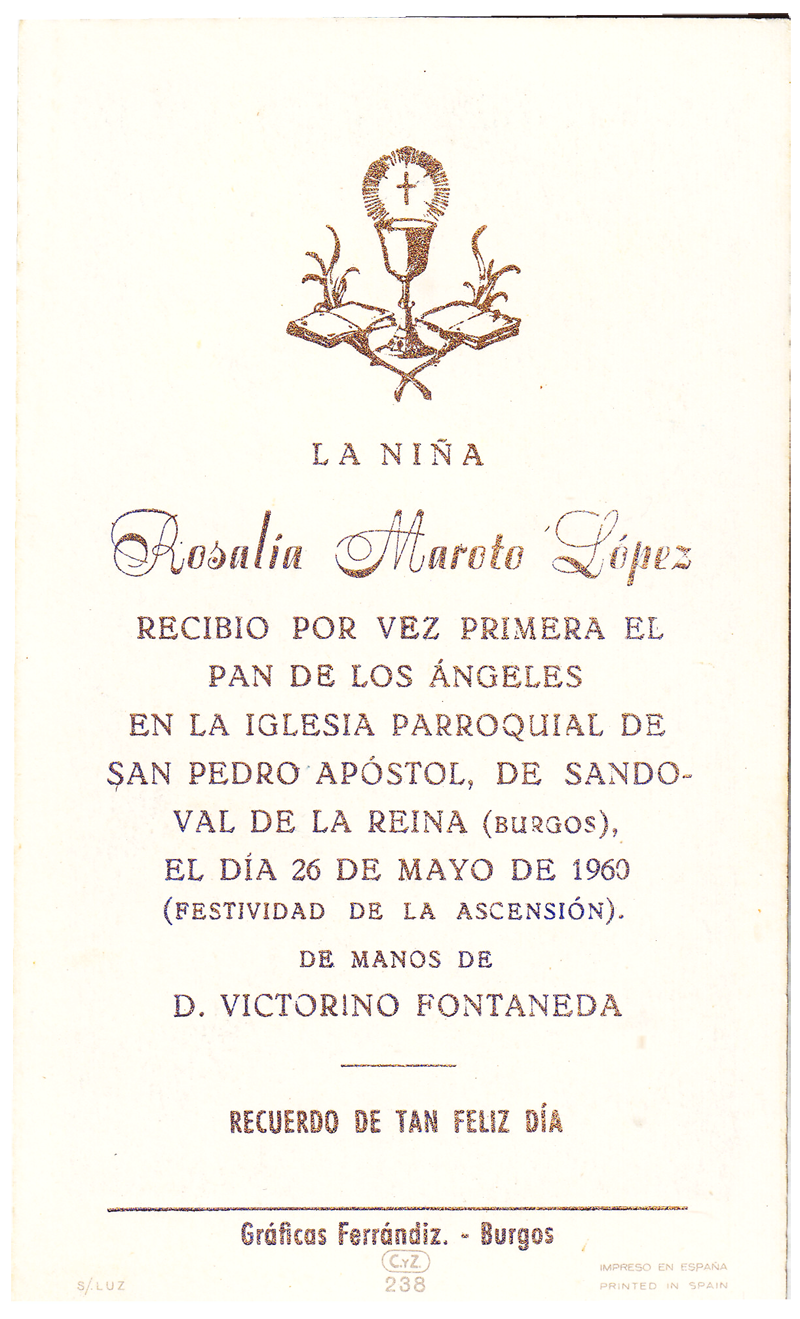 LA NIÑA
Rosalía Maroto López
RECIBIO POR VEZ PRIMERA EL
PAN DE LOS ÁNGELES
EN LA IGLESIA PARROQUIAL DE
SAN PEDRO APÓSTOL, DE SANDO-
VAL DE LA REINA (BURGOS),
EL DÍA 26 DE MAYO DE 1960
(FESTIVIDAD DE LA ASCENSIÓN).
DE MANOS DE
D. VICTORINO FONTANEDA
RECUERDO DE TAN FELIZ DÍA
Gráficas Ferrándiz. - Burgos
C.YZ.
S/.LUZ
238
IMPRESO EN ESPAÑA
PRINTED IN SPAIN